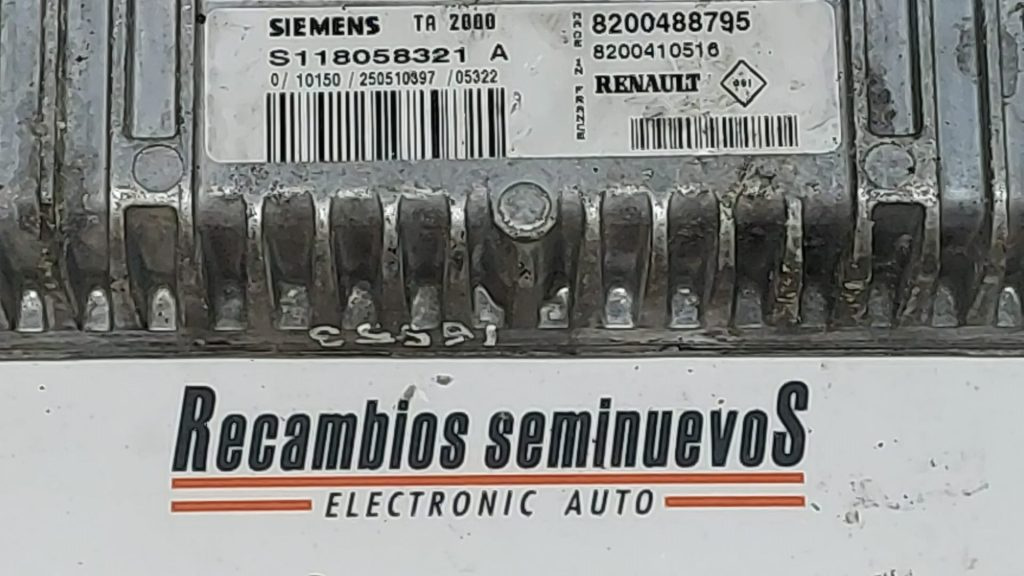 SIEMENS TA 2000
S118058321 A
0/ 10150 / 250510397 / 05322
MADE IN FRANCE
8200488795
8200410516
RENAULT
Recambios seminuevoS
ELECTRONIC AUTO